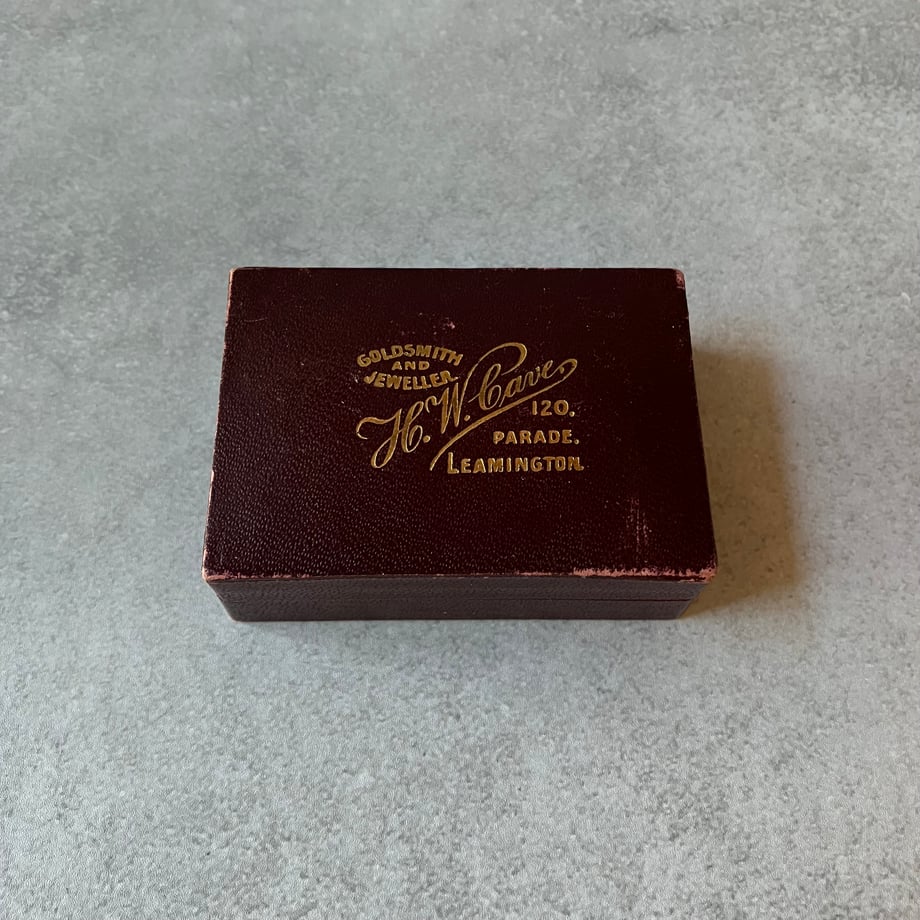 GOLDSMITH
AND
JEWELLER.
H. W. Cave,
120,
PARADE,
LEAMINGTON.